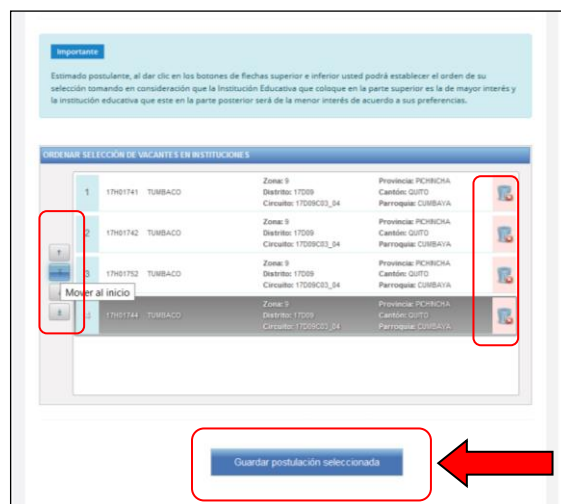 Importante
Estimado postulante, al dar clic en los botones de flechas superior e inferior usted podrá establecer el orden de su
selección tomando en consideración que la Institución Educativa que coloque en la parte superior es la de mayor interés y
la institución educativa que este en la parte posterior será de la menor interés de acuerdo a sus preferencias.
ORDENAR SELECCIÓN DE VACANTES EN INSTITUCIONES
1 17H01741 TUMBACO
Zona: 9
Distrito: 17D09
Circuito: 17D09C03_04
Provincia: PICHINCHA
Cantón: QUITO
Parroquia: CUMBAYA
2 17H01742 TUMBACO
Zona: 9
Distrito: 17D09
Circuito: 17D09C03_04
Provincia: PICHINCHA
Cantón: QUITO
Parroquia: CUMBAYA
3 17H01752 TUMBACO
Zona: 9
Distrito: 17D09
Circuito: 17D09C03_04
Provincia: PICHINCHA
Cantón: QUITO
Parroquia: CUMBAYA
Mover al inicio
4 17H01744 TUMBACO
Zona: 9
Distrito: 17D09
Circuito: 17D09C03_04
Provincia: PICHINCHA
Cantón: QUITO
Parroquia: CUMBAYA
Guardar postulación seleccionada